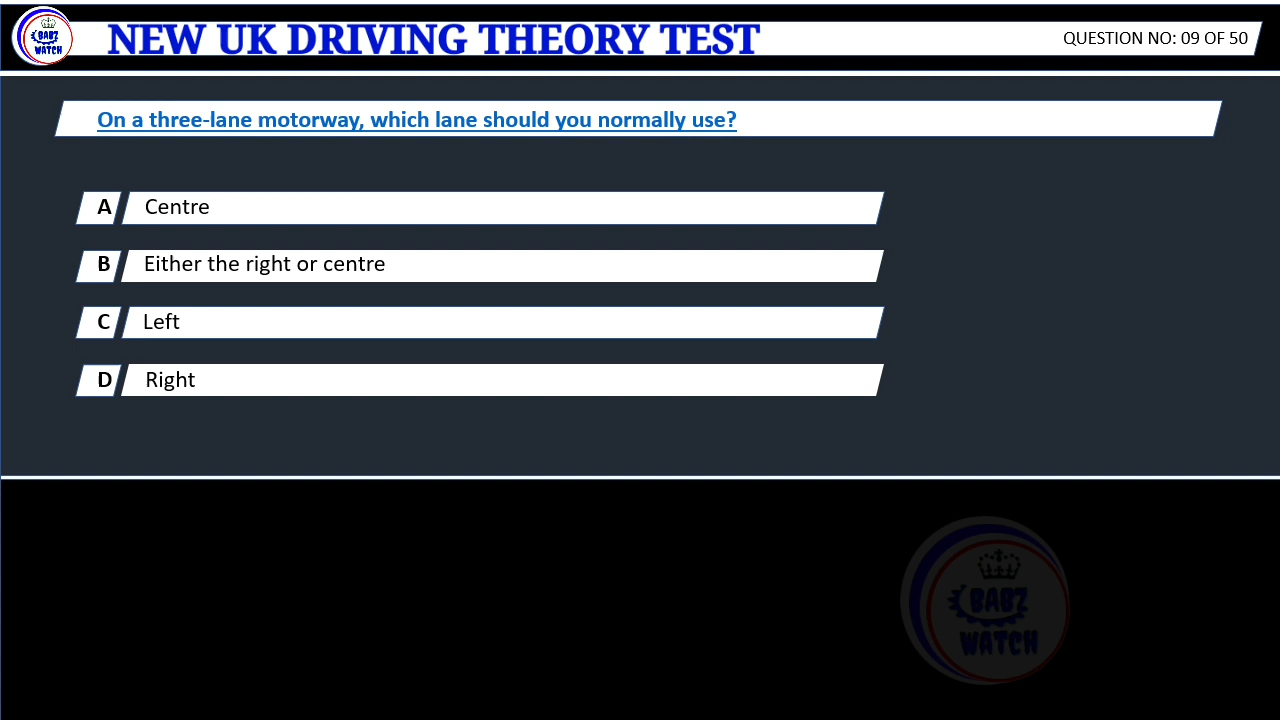 BABZ
WATCH
NEW UK DRIVING THEORY TEST
QUESTION NO: 09 OF 50
On a three-lane motorway, which lane should you normally use?
A Centre
B Either the right or centre
C Left
D Right
BABZ
WATCH